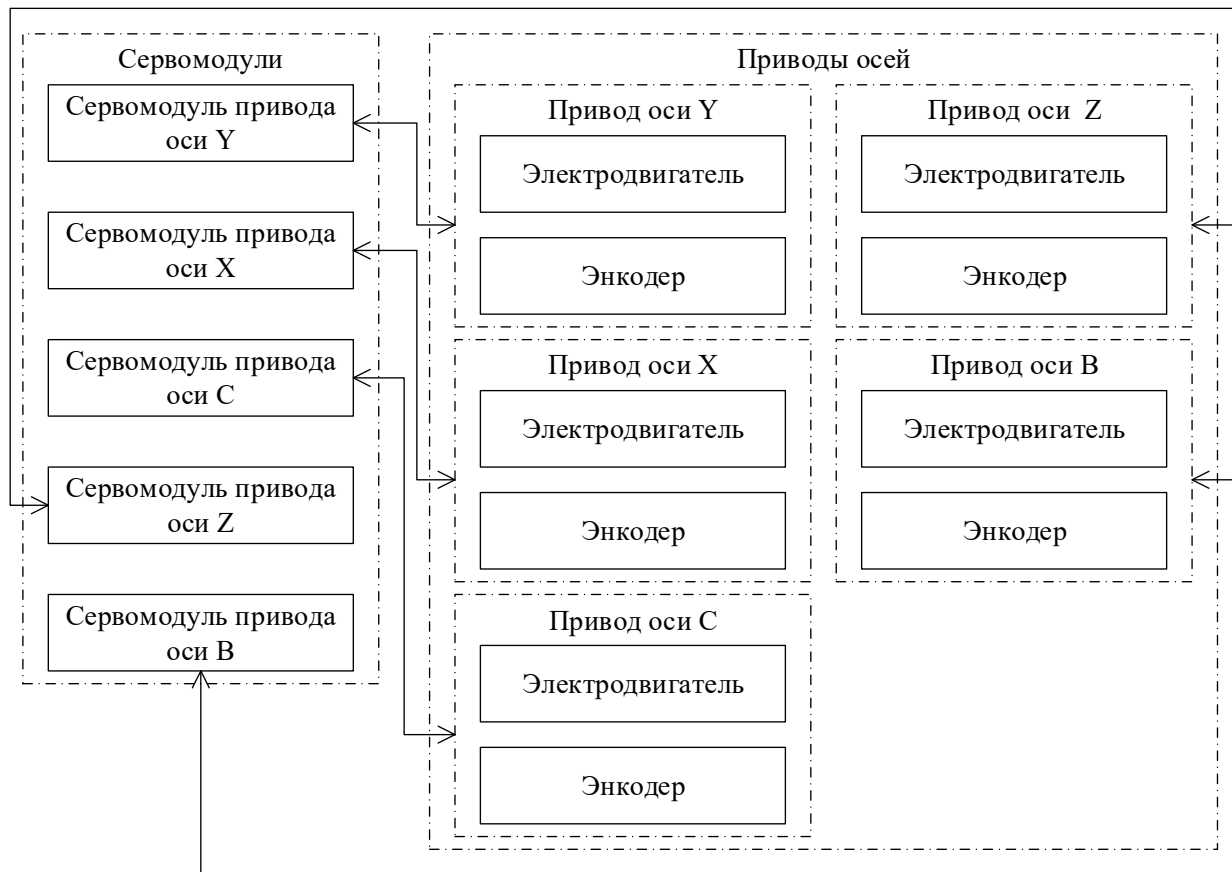 Сервомодули
Сервомодуль привода
оси Y
Сервомодуль привода
оси X
Сервомодуль привода
оси C
Сервомодуль привода
оси Z
Сервомодуль привода
оси B
Приводы осей
Привод оси Y
Электродвигатель
Энкодер
Привод оси Z
Электродвигатель
Энкодер
Привод оси X
Электродвигатель
Энкодер
Привод оси B
Электродвигатель
Энкодер
Привод оси C
Электродвигатель
Энкодер